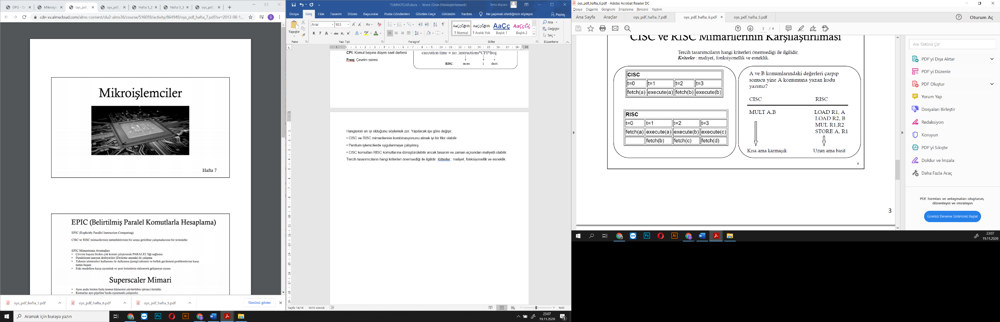 DPÜ - D
Mikroişle
oys_pdf_
oys_pdf_
Hafta 5_2
Hafta 5_3
oys_pdf_
cdn-sv.almscloud.com/alms-content/clu2-alms36/course/516059/activity/864949/oys_pdf_hafta_7.pdf?sv=2013-08-1...
Mikroişlemciler
Hafta 7
EPIC (Belirtilmiş Paralel Komutlarla Hesaplama)
EPIC (Explicitly Parallel Instruction Computing)
CISC ve RISC mimarilerinin üstünlüklerinin bir araya getirilme çalışmalarının bir ürünüdür.
EPIC Mimarisinin Avantajları
• Çevrim başına birden çok komut çalıştırarak PARALEL'liği sağlama
• Paralelizmi tanıyan derleyiciler (Derleme anında) ile çalışma
• Tahmin yöntemleri kullanımı ile dallanma (jump) tahmini ve bellek gecikmesi problemlerine karşı
üstün başarı
• Eski modellere karşı uyumluk ve yeni birimlerin eklenerek gelişmeye uyum.
Superscaler Mimari
• Aynı anda birden fazla komut kümesini yürütebilen işlemci türüdür.
• Komutlar ayrı pipeline'larda eşzamanlı çalıştırılır.
oys_pdf_hafta_7.pdf
oys_pdf_hafta_6.pdf
oys_pdf_hafta_5.pdf
Tümünü göster
Aramak için buraya yazın
TUMNOTLAR.docx - Word (Ürün Etkinleştirilemedi)
Sero Arpacı
Dosya Giriş Ekle Tasarım Düzen Başvurular Posta Gönderileri Gözden Geçir Görünüm Yardım Ne yapmak istediğinizi söyleyin Paylaş
Yapıştır
Arial 10,5
K T A abc x₂ x²
AaÇçĞğHh AaÇçĞğHh AaÇç AaÇçĞğ
¶ Normal ¶ Aralık Yok Başlık 1 Başlık 2
Ara
Değiştir
Seç
Pano Yazı Tipi Paragraf Stiller Düzenleme
CPI: Komut başına düşen saat darbesi
Freq: Çevrim süresi
execution time = no_instructions*CPI*freq
RISC: more 1 short
Hangisinin en iyi olduğunu söylemek zor. Yapılacak işe göre değişir.
• CISC ve RISC mimarilerinin kombinasyonunu almak iyi bir fikir olabilir.
• Pentium işlemcilerde uygulanmaya çalışılmış.
• CISC komutları RISC komutlarına dönüştürülebilir ancak tasarım ve zaman açısından maliyetli olabilir.
Tercih tasarımcıların hangi kriterleri önemsediği ile ilgilidir. Kriterler : maliyet, fonksiyonellik ve esneklik.
Sayfa 18/18 3676 sözcük
%90
23:07
19.11.2020
oys_pdf_hafta_6.pdf - Adobe Acrobat Reader DC
Dosya Düzenle Görünüm İmzalama Pencere Yardım
Ana Sayfa Araçlar oys_pdf_hafta_7.pdf oys_pdf_hafta_6.pdf × oys_pdf_hafta_5.pdf Oturum Aç
3 / 4
CISC ve RISC Mimarilerinin Karşılaştırılması
Tercih tasarımcıların hangi kriterleri önemsediği ile ilgilidir.
Kriterler : maliyet, fonksiyonellik ve esneklik.
CISC
t=0 t=1 t=2 t=3
fetch(a) execute(a) fetch(b) execute(b)
RISC
t=0 t=1 t=2 t=3
fetch(a) execute(a) execute(b) execute(c)
fetch(b) fetch(c) fetch(d)
A ve B konumlarındaki değerleri çarpıp
sonucu yine A konumuna yazan kodu
yazınız?
CISC RISC
MULT A,B
LOAD R1, A
LOAD R2, B
MUL R1,R2
STORE A, R1
Kısa ama karmaşık
Uzun ama basit
6
3
Ara 'Üstünü Çiz'
PDF'yi Dışa Aktar
PDF'yi Düzenle
PDF Oluştur
Yorum Yap
Dosyaları Birleştir
Redaksiyon
Koruyun
PDF'yi Sıkıştır
Doldur ve İmzala
Daha Fazla Araç
PDF formları ve anlaşmaları oluşturun,
düzenleyin ve imzalayın
Ücretsiz Deneme Sürümünü Başlat
23:07
19.11.2020